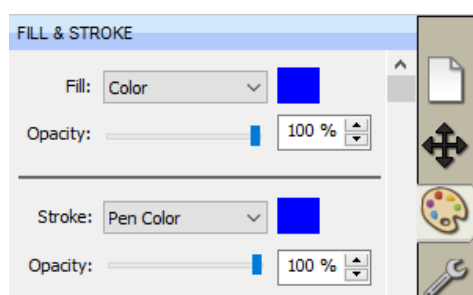 FILL & STROKE
Fill: Color
Opacity: 100 %
Stroke: Pen Color
Opacity: 100 %